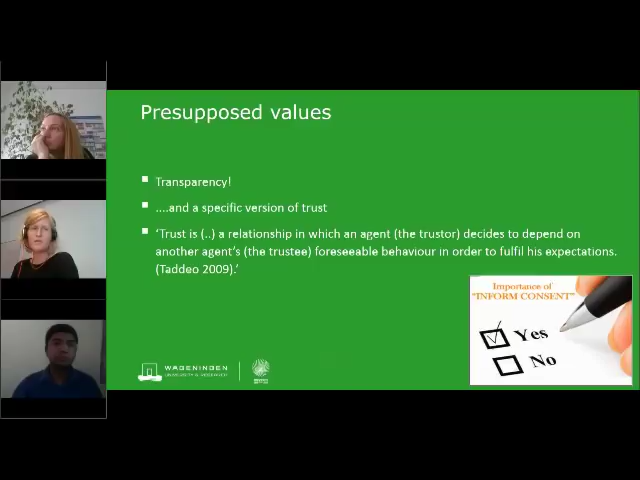 Presupposed values
Transparency!
....and a specific version of trust
'Trust is (..) a relationship in which an agent (the trustor) decides to depend on
another agent's (the trustee) foreseeable behaviour in order to fulfil his expectations.
(Taddeo 2009).'
Importance of
"INFORM CONSENT"
Yes
No
WAGENINGEN
UNIVERSITY & RESEARCH